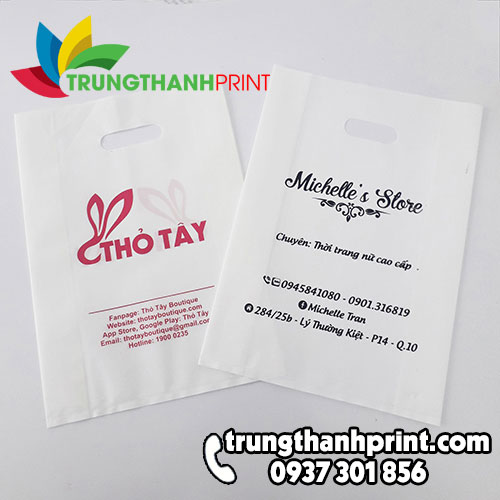 TRUNGTHANHPRINT
THỎ TÂY
Fanpage: Thỏ Tây Boutique
Website: thotayboutique.com
App Store, Google Play: Thỏ Tây
Email: thotayboutique@gmail.com
Hotline: 1900 0235
Michelle's Store
Chuyên: Thời trang nữ cao cấp .
0945841080 - 0901.316819
Michelle Tran
284/25b - Lý Thường Kiệt - P14 - Q.10
trungthanhprint.com
0937 301 856